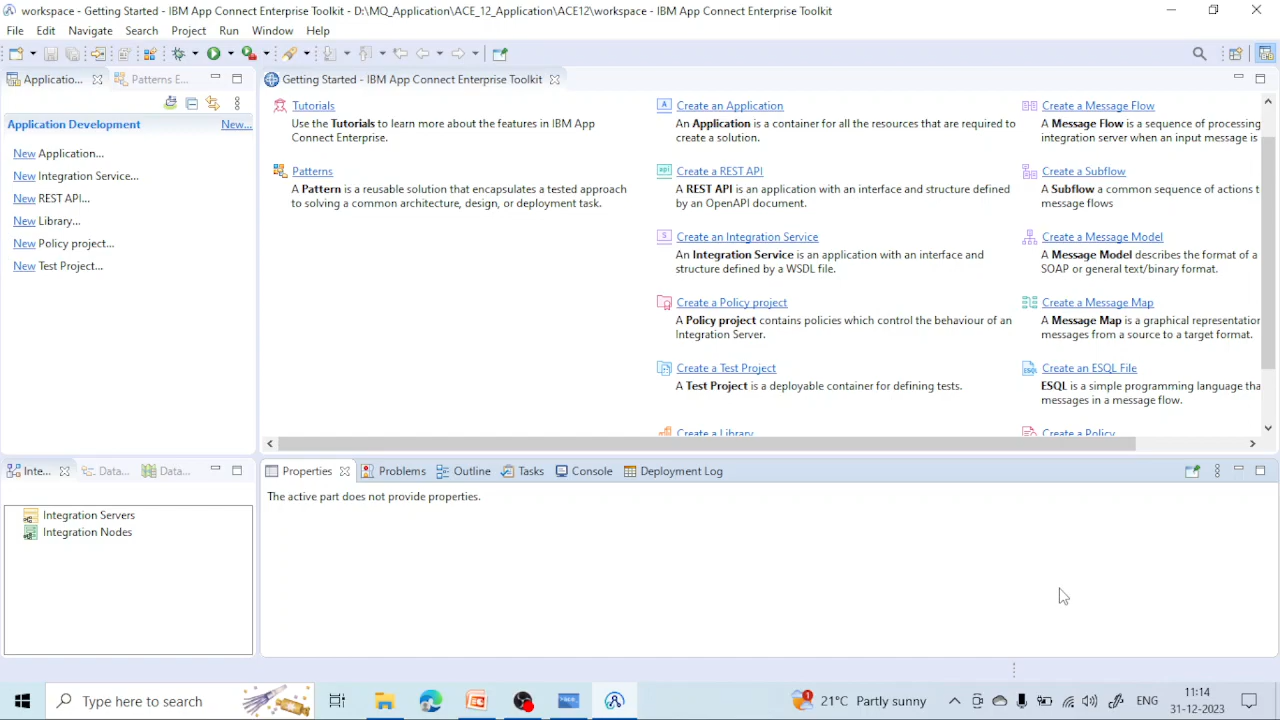 workspace - Getting Started - IBM App Connect Enterprise Toolkit - D:\MQ_Application\ACE_12_Application\ACE12\workspace - IBM App Connect Enterprise Toolkit
File Edit Navigate Search Project Run Window Help
Applicatio... Patterns E...
Application Development New...
New Application...
New Integration Service...
New REST API...
New Library...
New Policy project...
New Test Project...
Getting Started - IBM App Connect Enterprise Toolkit
Tutorials
Use the Tutorials to learn more about the features in IBM App
Connect Enterprise.
Patterns
A Pattern is a reusable solution that encapsulates a tested approach
to solving a common architecture, design, or deployment task.
A Create an Application
An Application is a container for all the resources that are required to
create a solution.
api Create a REST API
A REST API is an application with an interface and structure defined
by an OpenAPI document.
S Create an Integration Service
An Integration Service is an application with an interface and
structure defined by a WSDL file.
Create a Policy project
A Policy project contains policies which control the behaviour of an
Integration Server.
Create a Test Project
A Test Project is a deployable container for defining tests.
Create a Library
Create a Message Flow
A Message Flow is a sequence of processing
integration server when an input message is
Create a Subflow
A Subflow a common sequence of actions t
message flows
Create a Message Model
A Message Model describes the format of a
SOAP or general text/binary format.
Create a Message Map
A Message Map is a graphical representation
messages from a source to a target format.
ESQL Create an ESQL File
ESQL is a simple programming language tha
messages in a message flow.
Create a Policy
Inte... Data... Data...
Integration Servers
Integration Nodes
Properties Problems Outline Tasks Console Deployment Log
The active part does not provide properties.
Type here to search
1 21°C Partly sunny
ENG
11:14
31-12-2023